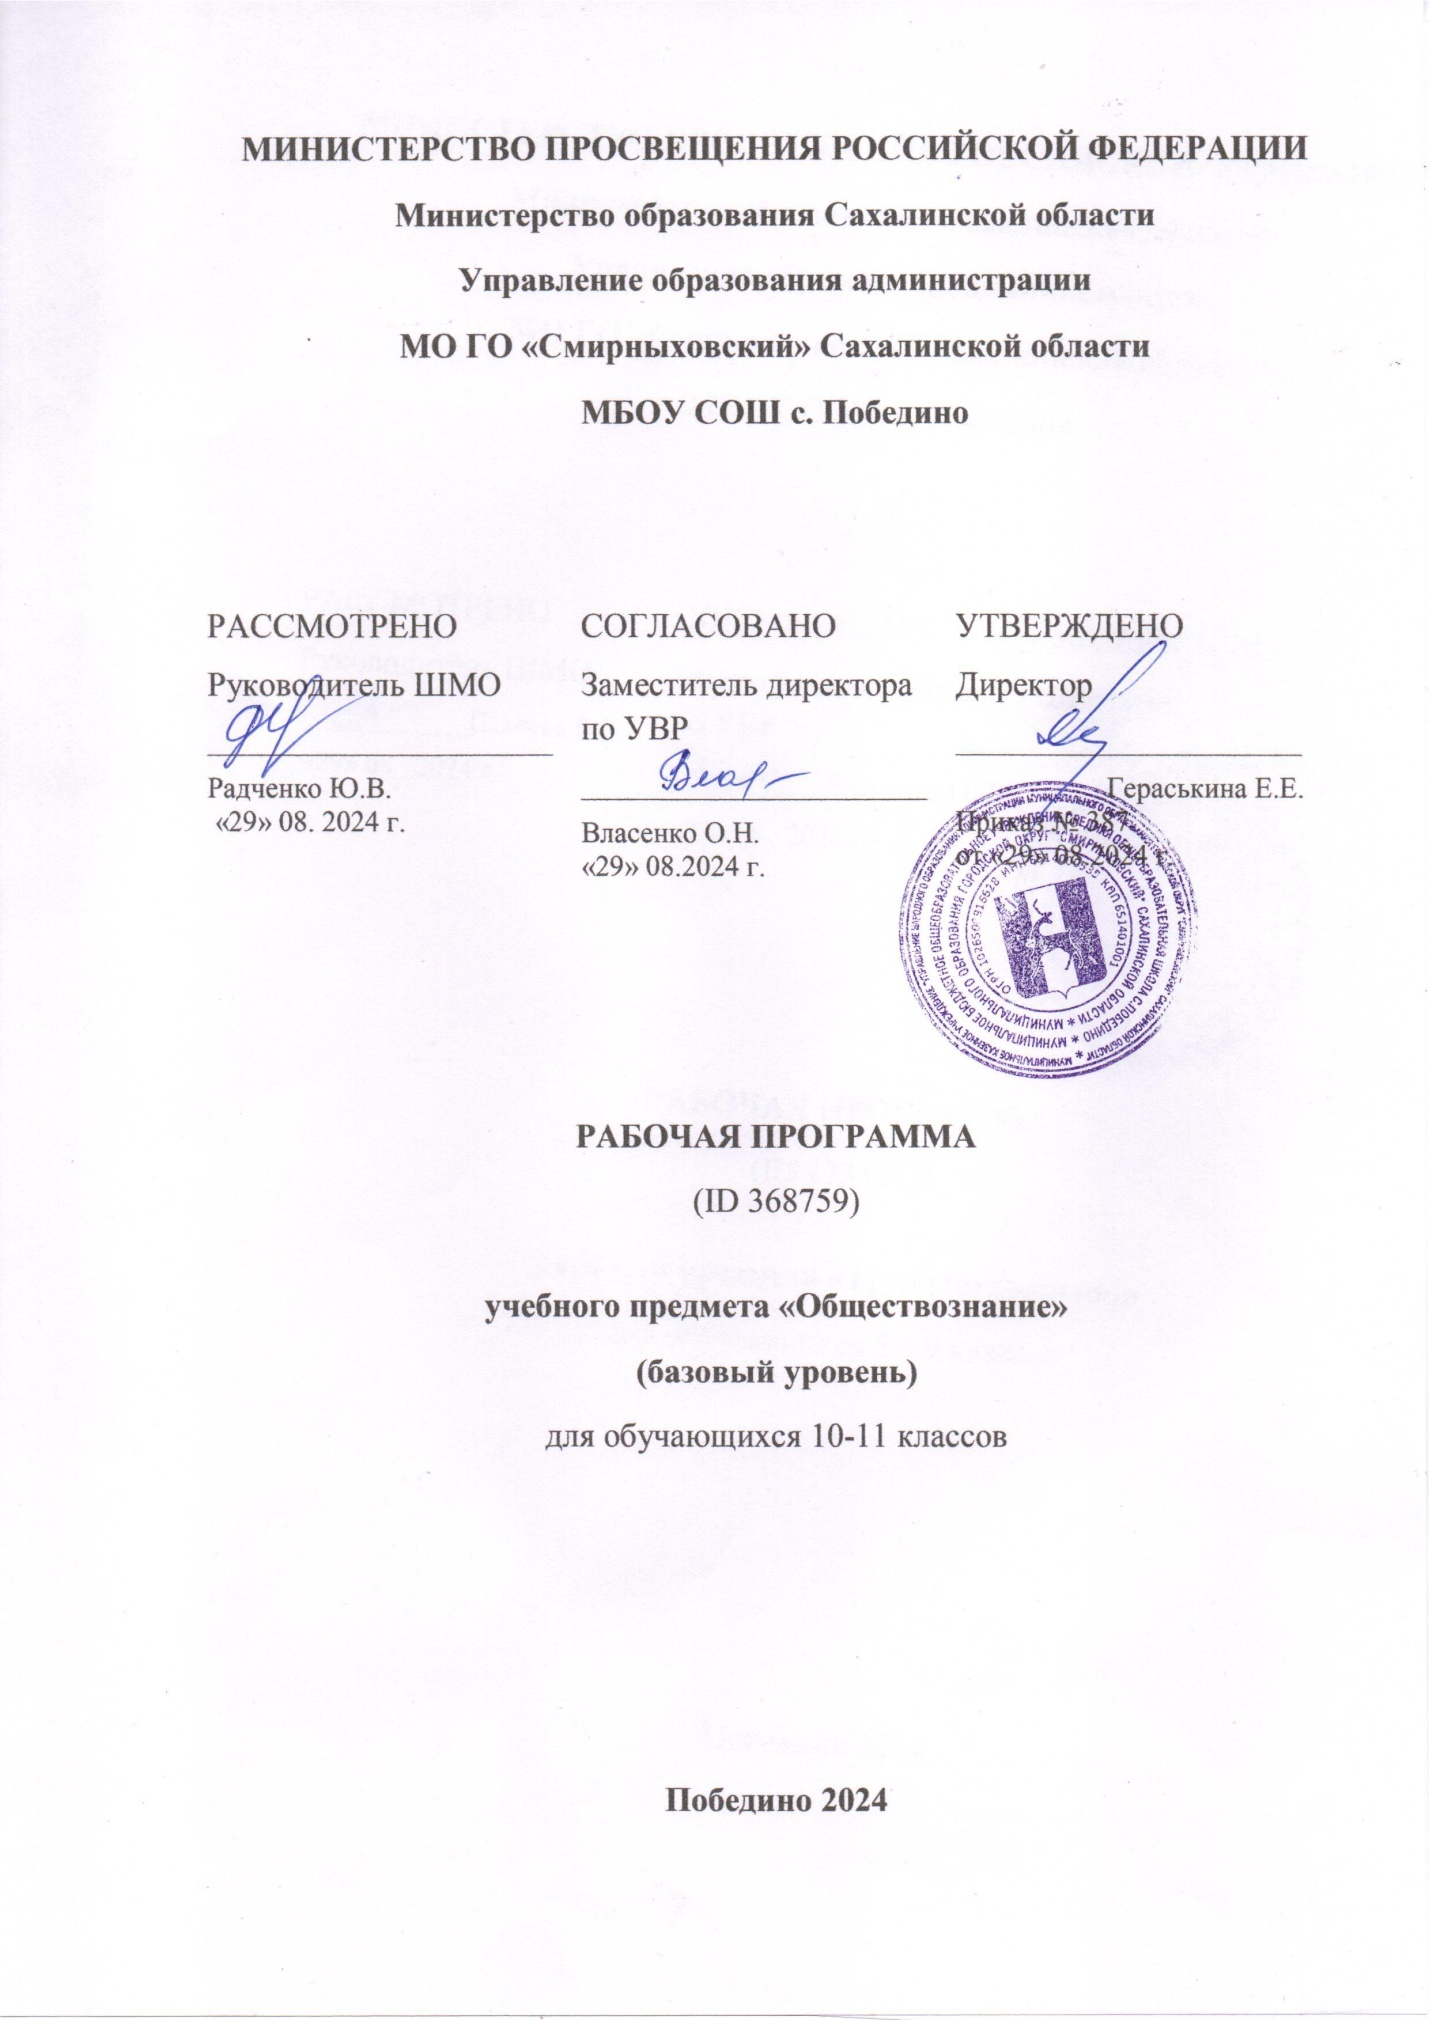 МИНИСТЕРСТВО ПРОСВЕЩЕНИЯ РОССИЙСКОЙ ФЕДЕРАЦИИ
Министерство образования Сахалинской области
Управление образования администрации
МО ГО «Смирныховский» Сахалинской области
МБОУ СОШ с. Победино
РАССМОТРЕНО
Руководитель ШМО
Радченко Ю.В.
«29» 08. 2024 г.
СОГЛАСОВАНО
Заместитель директора
по УВР
Власенко О.Н.
«29» 08.2024 г.
УТВЕРЖДЕНО
Директор
Гераськина Е.Е.
Приказ № 381
от «29» 08.2024 г.
РАБОЧАЯ ПРОГРАММА
(ID 368759)
учебного предмета «Обществознание»
(базовый уровень)
для обучающихся 10-11 классов
Победино 2024